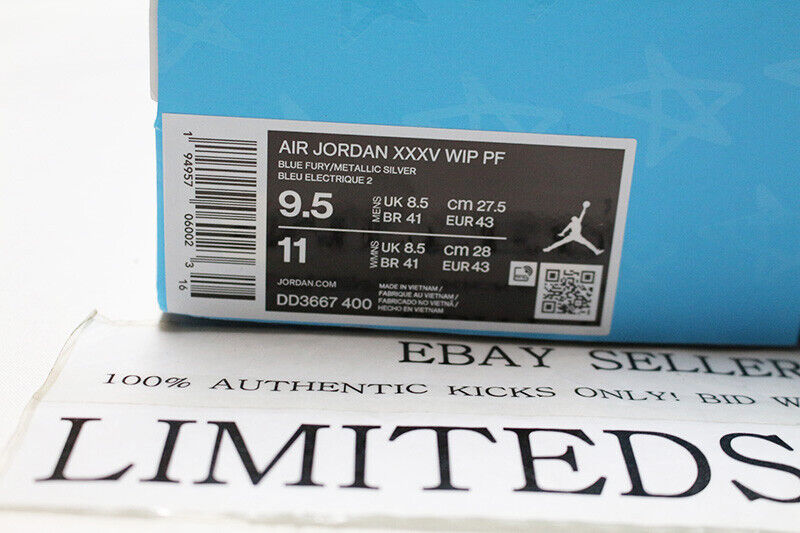 AIR JORDAN XXXV WIP PF
BLUE FURY/METALLIC SILVER
BLEU ELECTRIQUE 2
9.5 MENS UK 8.5 CM 27.5
BR 41 EUR 43
11 WMNS UK 8.5 CM 28
BR 41 EUR 43
JORDAN.COM
DD3667 400
MADE IN VIETNAM /
FABRIQUE AU VIETNAM /
FABRICADO NO VIETNÃ /
HECHO EN VIETNAM
1 94957 06002 3
16
EBAY SELLER
100% AUTHENTIC KICKS ONLY! BID W
LIMITEDS